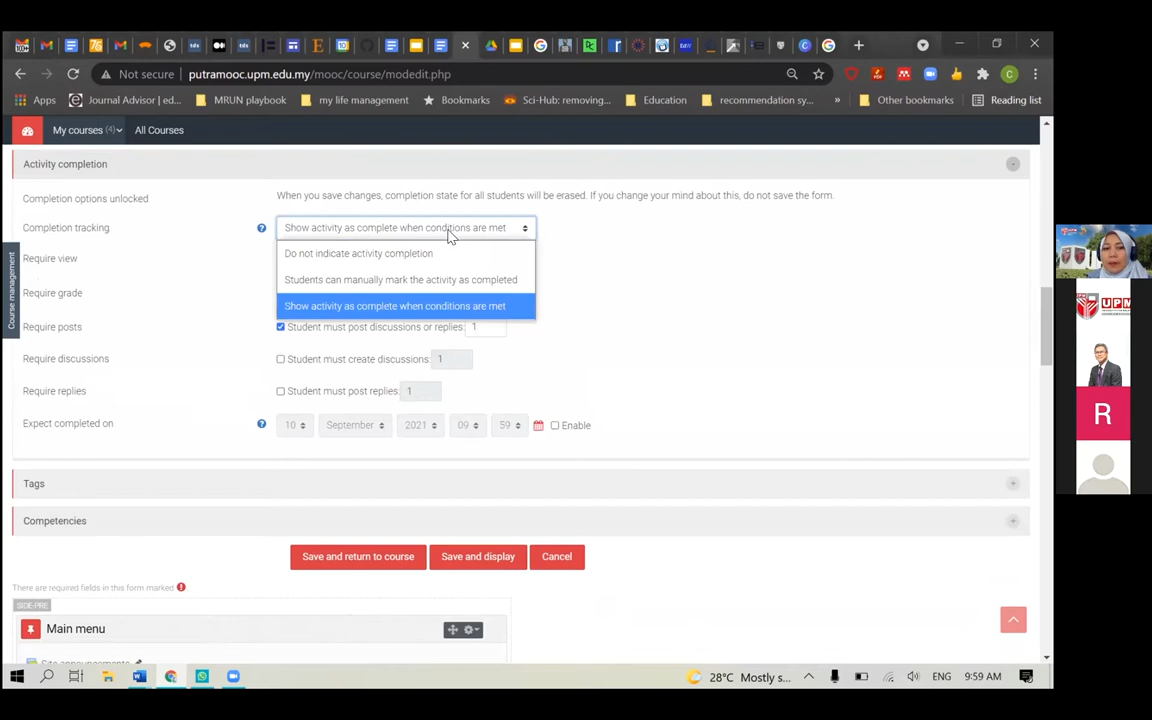 Not secure putramooc.upm.edu.my/mooc/course/modedit.php
Apps Journal Advisor | ed... MRUN playbook my life management Bookmarks Sci-Hub: removing... Education recommendation sy... » Other bookmarks Reading list
My courses (4) All Courses
Course management
Activity completion
Completion options unlocked When you save changes, completion state for all students will be erased. If you change your mind about this, do not save the form.
Completion tracking Show activity as complete when conditions are met
Require view Do not indicate activity completion
Students can manually mark the activity as completed
Require grade
Show activity as complete when conditions are met
Require posts Student must post discussions or replies: 1
Require discussions Student must create discussions: 1
Require replies Student must post replies: 1
Expect completed on 10 September 2021 09 59 Enable
Tags
Competencies
Save and return to course Save and display Cancel
There are required fields in this form marked
SIDE-PRE
Main menu
Site announcements
28°C Mostly s... ENG 9:59 AM
UPM
R